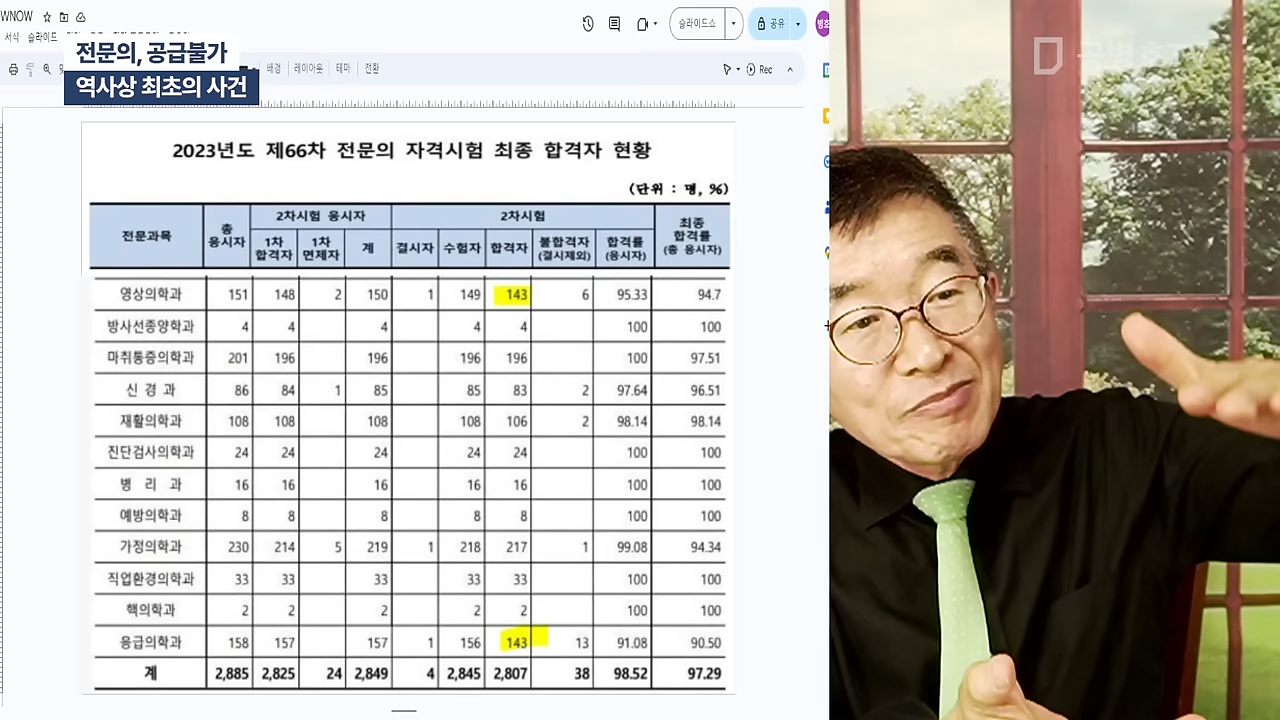 WNOW
서식 슬라이드
슬라이드쇼
공유
병호
전문의, 공급불가
역사상 최초의 사건
배경 레이아웃 테마 전환
Rec
2023년도 제66차 전문의 자격시험 최종 합격자 현황
(단위 : 명, %)
전문과목 총 응시자 2차시험 응시자 2차시험 최종 합격률 (총 응시자)
1차 합격자 1차 면제자 계 결시자 수험자 합격자 불합격자 (결시제외) 합격률 (응시자)
영상의학과 151 148 2 150 1 149 143 6 95.33 94.7
방사선종양학과 4 4 4 4 4 100 100
마취통증의학과 201 196 196 196 196 100 97.51
신 경 과 86 84 1 85 85 83 2 97.64 96.51
재활의학과 108 108 108 108 106 2 98.14 98.14
진단검사의학과 24 24 24 24 24 100 100
병 리 과 16 16 16 16 16 100 100
예방의학과 8 8 8 8 8 100 100
가정의학과 230 214 5 219 1 218 217 1 99.08 94.34
직업환경의학과 33 33 33 33 33 100 100
핵의학과 2 2 2 2 2 100 100
응급의학과 158 157 157 1 156 143 13 91.08 90.50
계 2,885 2,825 24 2,849 4 2,845 2,807 38 98.52 97.29